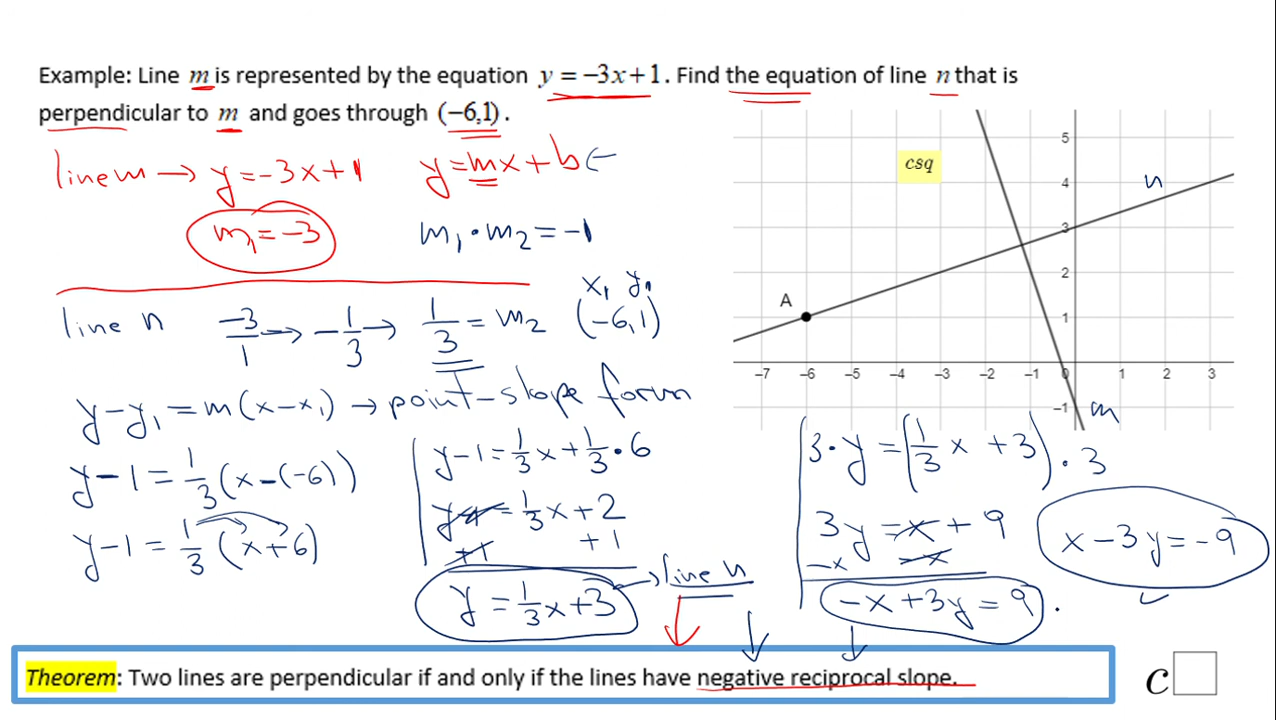 Example: Line m is represented by the equation y = −3x+1. Find the equation of line n that is
perpendicular to m and goes through (−6,1).
line m → y = -3x+1
y = mx + b ←
m₁ = -3
m₁ · m₂ = -1
line n
-3/1 → -1/3 → 1/3 = m₂
x₁ y₁
(-6,1)
y-y₁ = m(x-x₁) → point-slope form
y-1 = 1/3(x-(-6))
y-1 = 1/3(x+6)
y-1 = 1/3x + 1/3 · 6
y-1 = 1/3x + 2
+1 +1
y = 1/3x+3 → line n
3 · y = (1/3x + 3) · 3
3y = x + 9
-x -x
-x + 3y = 9 .
x - 3y = -9
csq
n
A
m
5
4
3
2
1
−7 −6 −5 −4 −3 −2 −1 0 1 2 3
−1
Theorem: Two lines are perpendicular if and only if the lines have negative reciprocal slope.
c